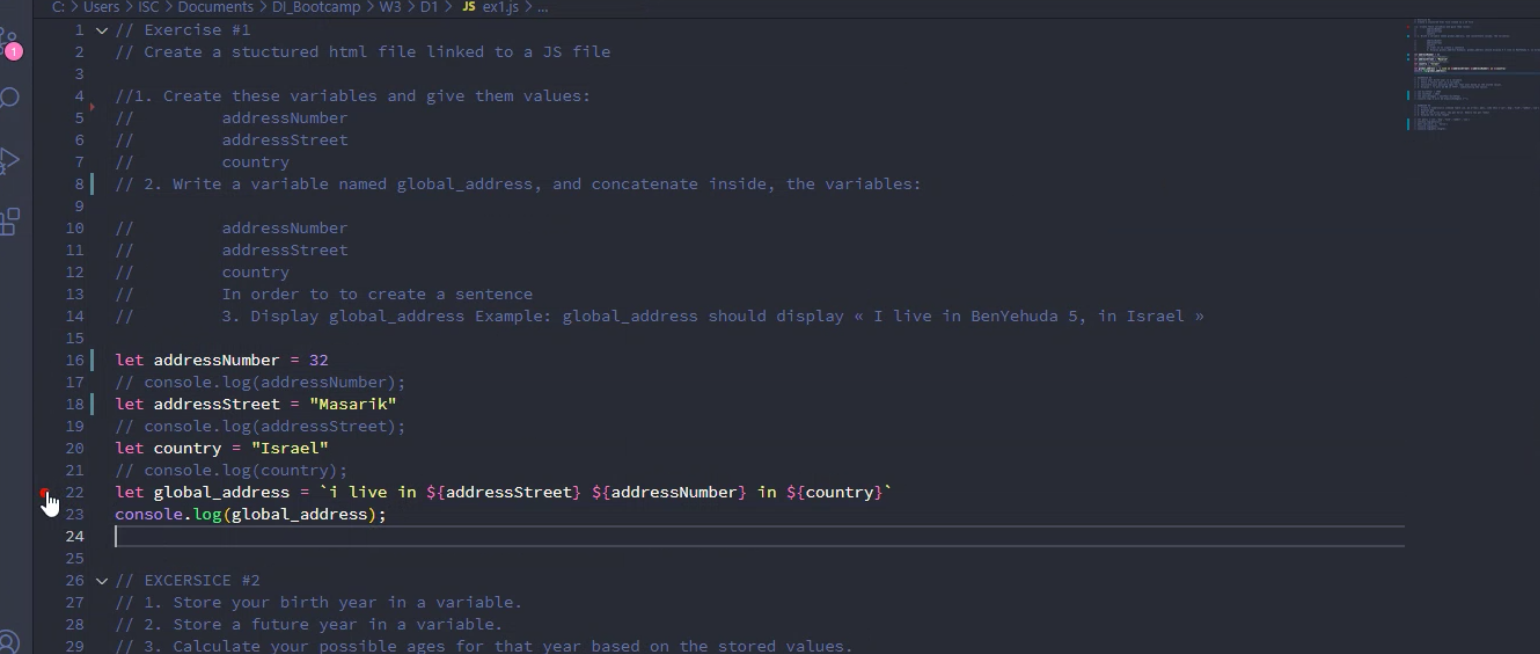 C: > Users > ISC > Documents > DI_Bootcamp > W3 > D1 > JS ex1.js > ...
1
1 // Exercise #1
2 // Create a stuctured html file linked to a JS file
3
4 //1. Create these variables and give them values:
5 // addressNumber
6 // addressStreet
7 // country
8 // 2. Write a variable named global_address, and concatenate inside, the variables:
9
10 // addressNumber
11 // addressStreet
12 // country
13 // In order to to create a sentence
14 // 3. Display global_address Example: global_address should display « I live in BenYehuda 5, in Israel »
15
16 let addressNumber = 32
17 // console.log(addressNumber);
18 let addressStreet = "Masarik"
19 // console.log(addressStreet);
20 let country = "Israel"
21 // console.log(country);
22 let global_address = `i live in ${addressStreet} ${addressNumber} in ${country}`
23 console.log(global_address);
24
25
26 // EXCERSICE #2
27 // 1. Store your birth year in a variable.
28 // 2. Store a future year in a variable.
29 // 3. Calculate your possible ages for that year based on the stored values.